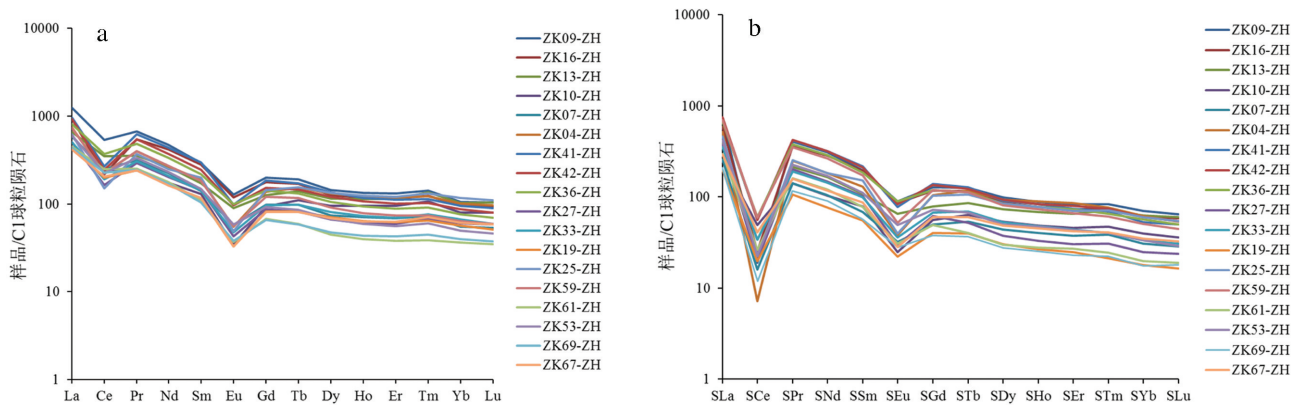 a
样品/C1球粒陨石
10000
1000
100
10
1
La Ce Pr Nd Sm Eu Gd Tb Dy Ho Er Tm Yb Lu
ZK09-ZH
ZK16-ZH
ZK13-ZH
ZK10-ZH
ZK07-ZH
ZK04-ZH
ZK41-ZH
ZK42-ZH
ZK36-ZH
ZK27-ZH
ZK33-ZH
ZK19-ZH
ZK25-ZH
ZK59-ZH
ZK61-ZH
ZK53-ZH
ZK69-ZH
ZK67-ZH
b
样品/C1球粒陨石
10000
1000
100
10
1
SLa SCe SPr SNd SSm SEu SGd STb SDy SHo SEr STm SYb SLu
ZK09-ZH
ZK16-ZH
ZK13-ZH
ZK10-ZH
ZK07-ZH
ZK04-ZH
ZK41-ZH
ZK42-ZH
ZK36-ZH
ZK27-ZH
ZK33-ZH
ZK19-ZH
ZK25-ZH
ZK59-ZH
ZK61-ZH
ZK53-ZH
ZK69-ZH
ZK67-ZH